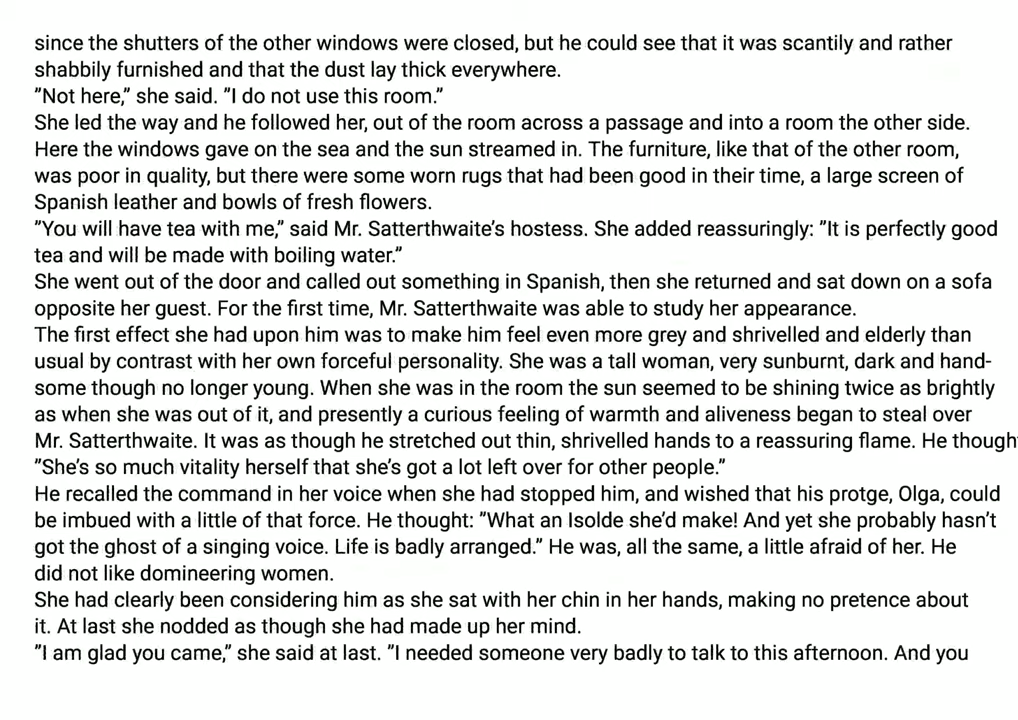 since the shutters of the other windows were closed, but he could see that it was scantily and rather
shabbily furnished and that the dust lay thick everywhere.
"Not here," she said. "I do not use this room."
She led the way and he followed her, out of the room across a passage and into a room the other side.
Here the windows gave on the sea and the sun streamed in. The furniture, like that of the other room,
was poor in quality, but there were some worn rugs that had been good in their time, a large screen of
Spanish leather and bowls of fresh flowers.
"You will have tea with me," said Mr. Satterthwaite's hostess. She added reassuringly: "It is perfectly good
tea and will be made with boiling water."
She went out of the door and called out something in Spanish, then she returned and sat down on a sofa
opposite her guest. For the first time, Mr. Satterthwaite was able to study her appearance.
The first effect she had upon him was to make him feel even more grey and shrivelled and elderly than
usual by contrast with her own forceful personality. She was a tall woman, very sunburnt, dark and hand-
some though no longer young. When she was in the room the sun seemed to be shining twice as brightly
as when she was out of it, and presently a curious feeling of warmth and aliveness began to steal over
Mr. Satterthwaite. It was as though he stretched out thin, shrivelled hands to a reassuring flame. He though
"She's so much vitality herself that she's got a lot left over for other people."
He recalled the command in her voice when she had stopped him, and wished that his protge, Olga, could
be imbued with a little of that force. He thought: "What an Isolde she'd make! And yet she probably hasn't
got the ghost of a singing voice. Life is badly arranged." He was, all the same, a little afraid of her. He
did not like domineering women.
She had clearly been considering him as she sat with her chin in her hands, making no pretence about
it. At last she nodded as though she had made up her mind.
"I am glad you came," she said at last. "I needed someone very badly to talk to this afternoon. And you